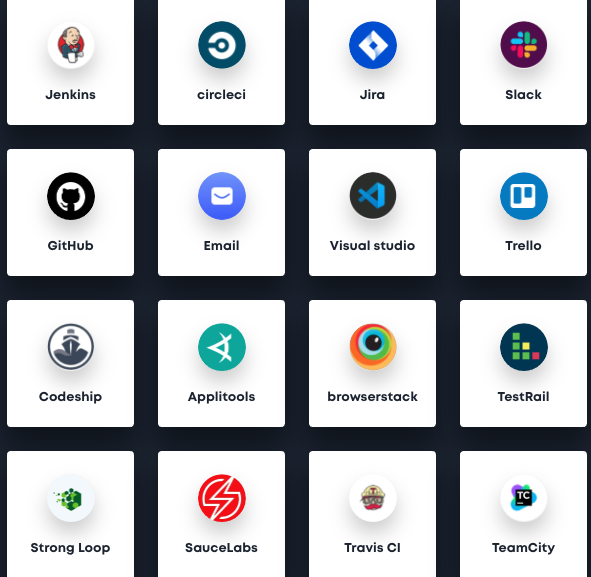 Jenkins
circleci
Jira
Slack
GitHub
Email
Visual studio
Trello
Codeship
Applitools
browserstack
TestRail
Strong Loop
SauceLabs
Travis CI
TC
TeamCity